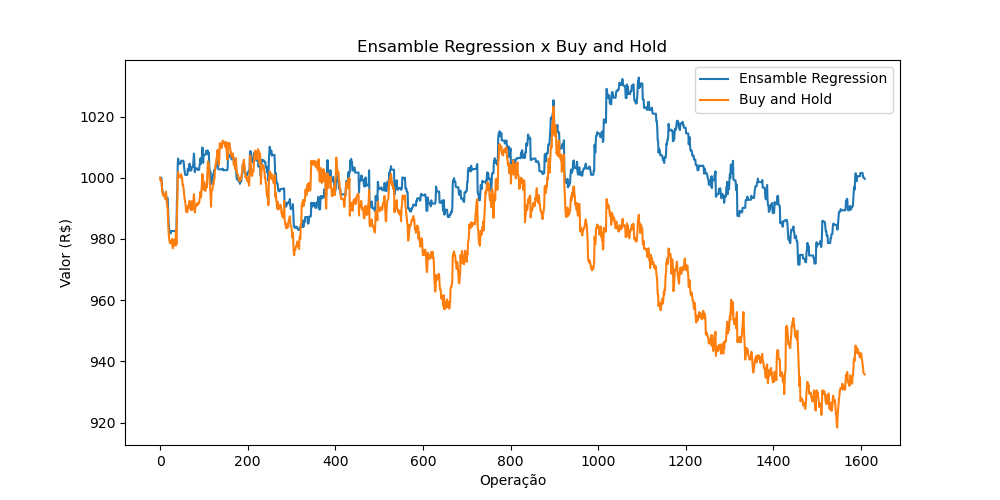 Ensamble Regression x Buy and Hold
Ensamble Regression
Buy and Hold
Valor (R$)
1020
1000
980
960
940
920
0 200 400 600 800 1000 1200 1400 1600
Operação